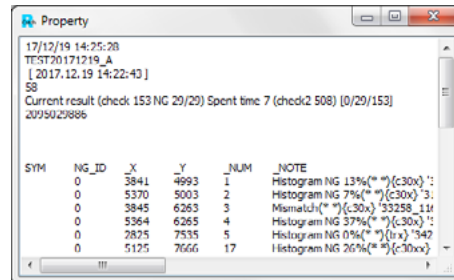 Property
17/12/19 14:25:28
TEST20171219_A
[ 2017.12.19 14:22:43 ]
58
Current result (check 153 NG 29/29) Spent time 7 (check2 508) [0/29/153]
2095029886
SYM NG_ID _X _Y _NUM _NOTE
0 3841 4993 1 Histogram NG 13%(* *){c30x}
0 5370 5003 2 Histogram NG 7%(* *){c30x}
0 3845 6263 3 Mismatch(* *){c30x} '33258_116
0 5364 6265 4 Histogram NG 37%(* *){c30x}
0 2825 7535 5 Histogram NG 0%(* *){trx} '342
0 5125 7666 17 Histogram NG 26%(* *){c30xx}